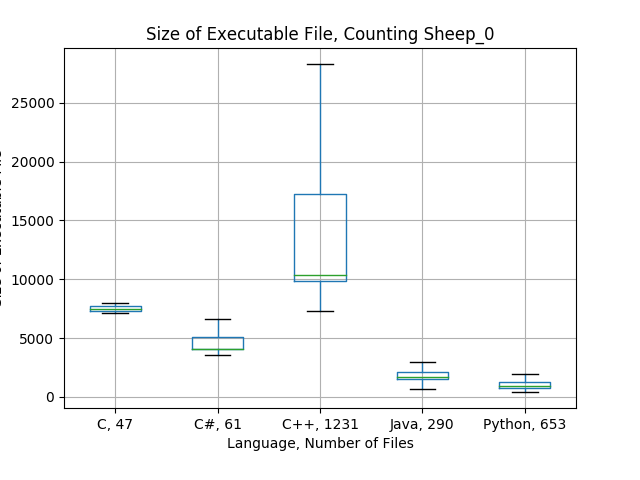 Size of Executable File, Counting Sheep_0
25000
20000
15000
10000
5000
0
C, 47
C#, 61
C++, 1231
Java, 290
Python, 653
Language, Number of Files